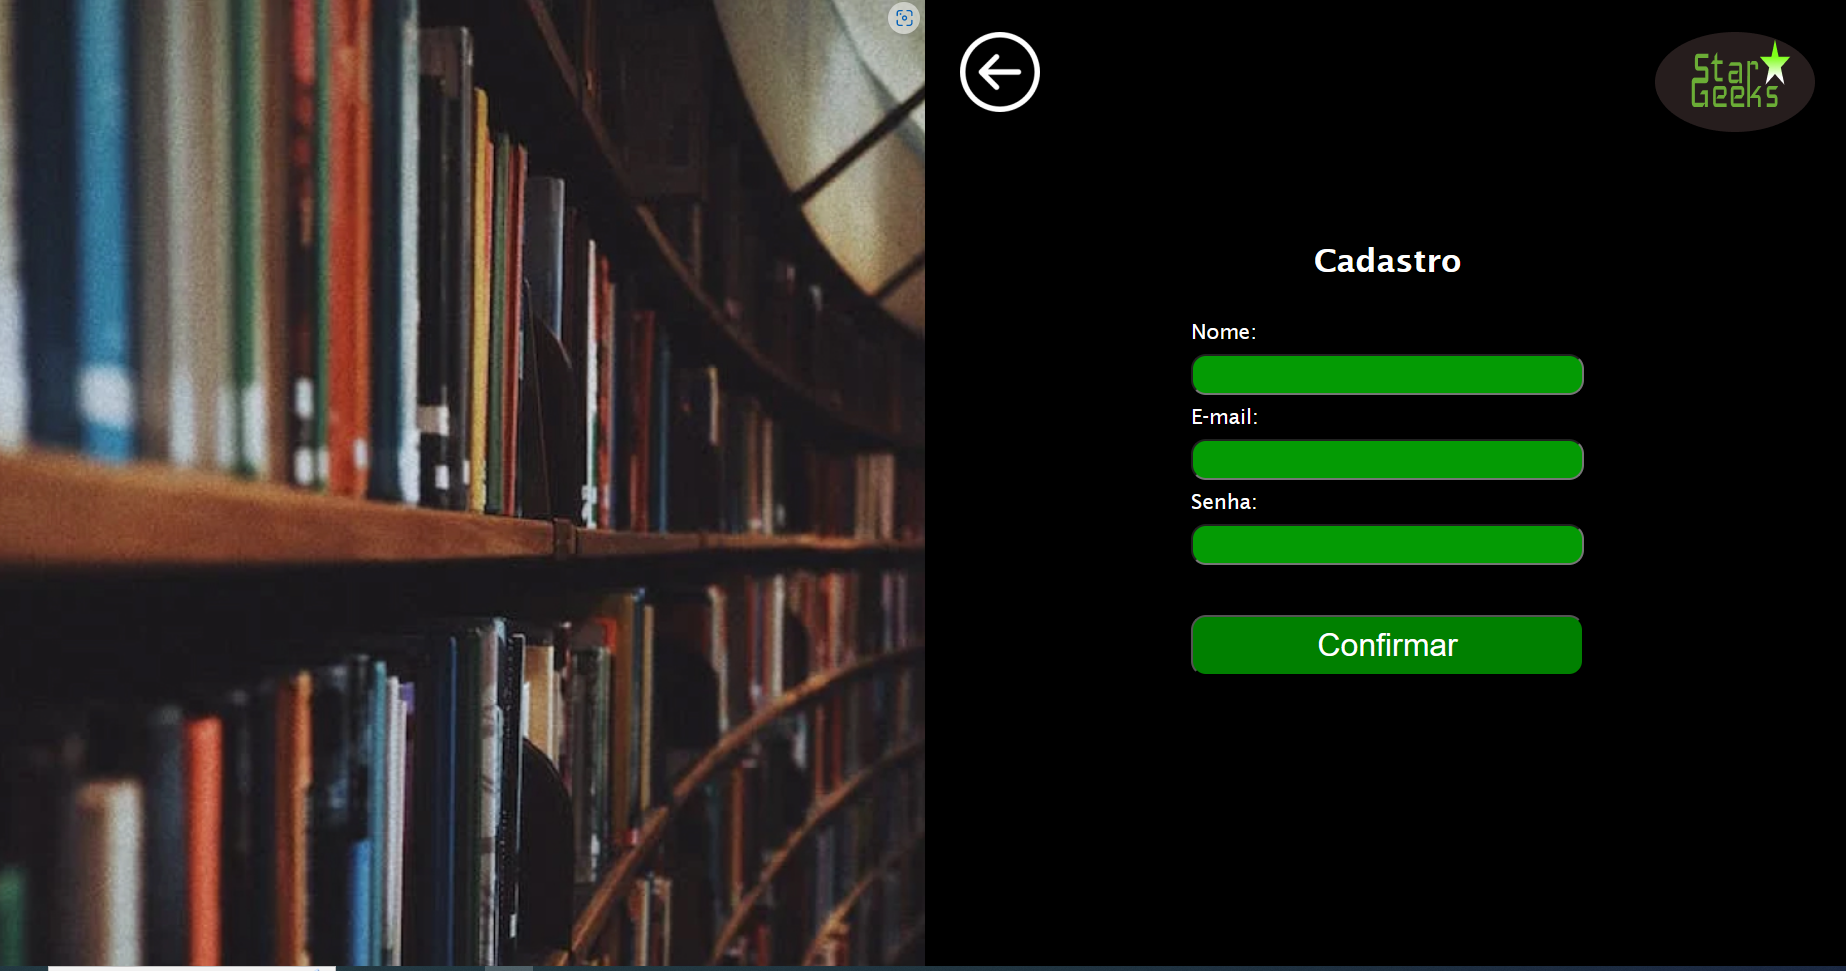 Star
Geeks
Cadastro
Nome:
E-mail:
Senha:
Confirmar